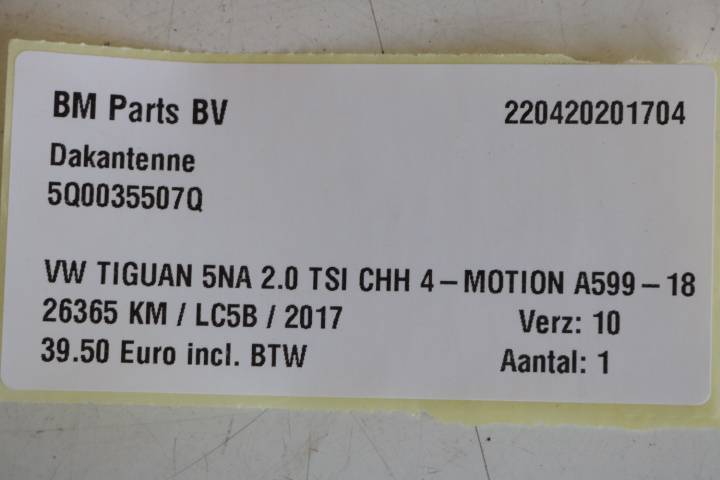 BM Parts BV 220420201704
Dakantenne
5Q0035507Q
VW TIGUAN 5NA 2.0 TSI CHH 4-MOTION A599-18
26365 KM / LC5B / 2017 Verz: 10
39.50 Euro incl. BTW Aantal: 1